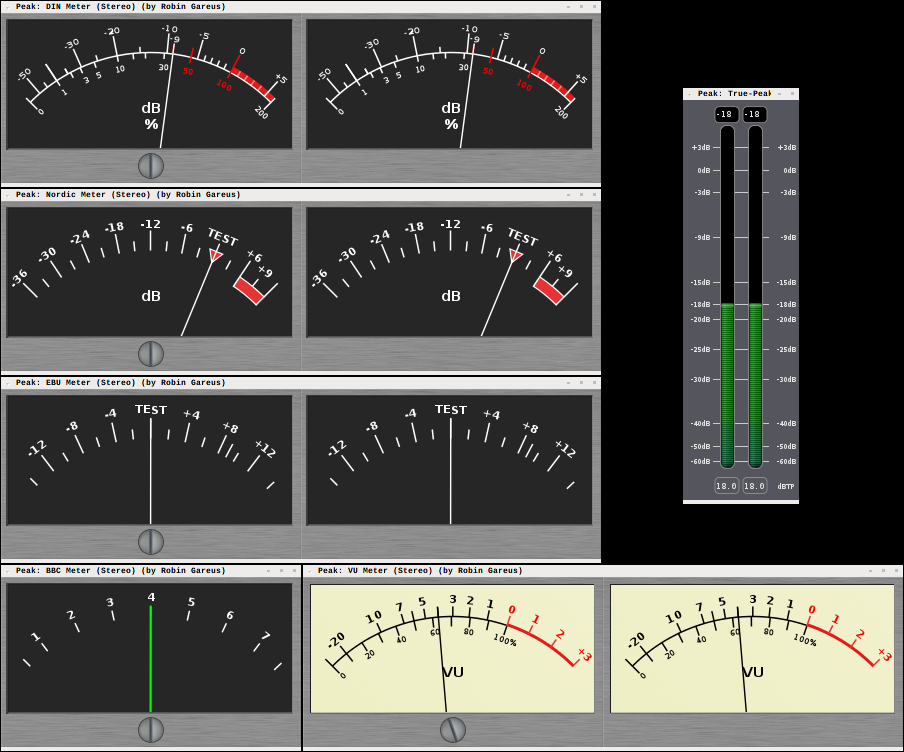 Peak: DIN Meter (Stereo) (by Robin Gareus)
-50 -30 -20 -10 -9 -5 0 +5
0 1 3 5 10 30 50 100 200
dB
%
-50 -30 -20 -10 -9 -5 0 +5
0 1 3 5 10 30 50 100 200
dB
%
Peak: Nordic Meter (Stereo) (by Robin Gareus)
-36 -30 -24 -18 -12 -6 TEST +6 +9
dB
-36 -30 -24 -18 -12 -6 TEST +6 +9
dB
Peak: EBU Meter (Stereo) (by Robin Gareus)
-12 -8 -4 TEST +4 +8 +12
-12 -8 -4 TEST +4 +8 +12
Peak: BBC Meter (Stereo) (by Robin Gareus)
1 2 3 4 5 6 7
Peak: VU Meter (Stereo) (by Robin Gareus)
-20 10 7 5 3 2 1 0 1 2 +3
0 20 40 60 80 100%
VU
-20 10 7 5 3 2 1 0 1 2 +3
0 20 40 60 80 100%
VU
Peak: True-Peak
-18 -18
+3dB +3dB
0dB 0dB
-3dB -3dB
-9dB -9dB
-15dB -15dB
-18dB -18dB
-20dB -20dB
-25dB -25dB
-30dB -30dB
-40dB -40dB
-50dB -50dB
-60dB -60dB
18.0 18.0 dBTP